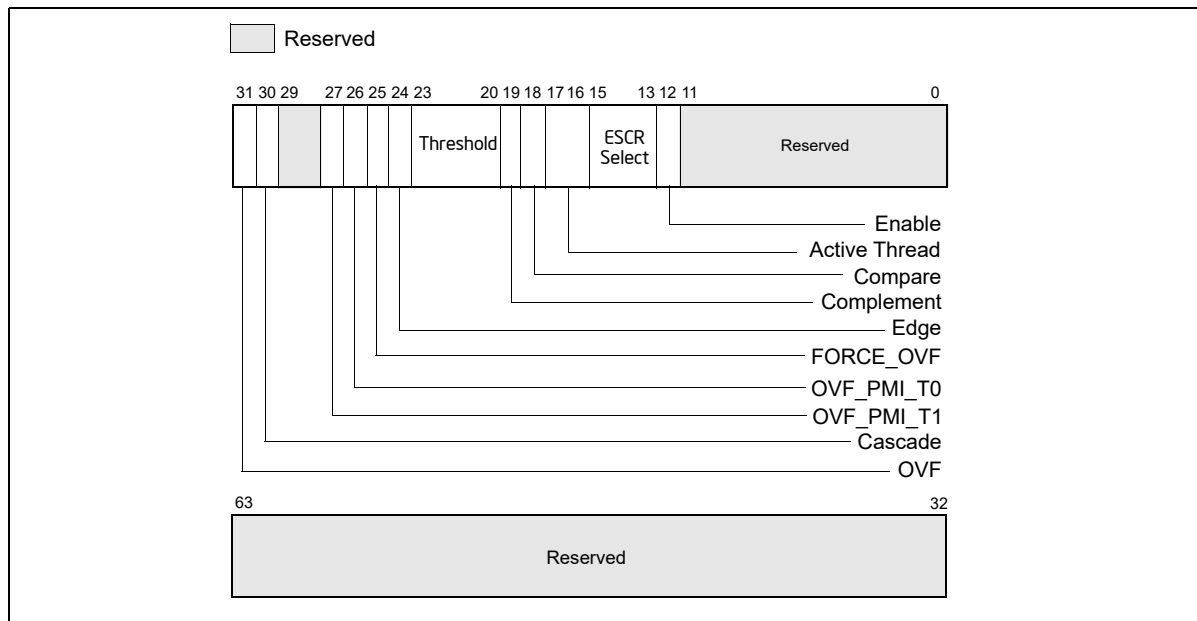 Reserved
31 30 29 27 26 25 24 23 20 19 18 17 16 15 13 12 11 0
Threshold
ESCR
Select
Reserved
Enable
Active Thread
Compare
Complement
Edge
FORCE_OVF
OVF_PMI_T0
OVF_PMI_T1
Cascade
OVF
63 32
Reserved